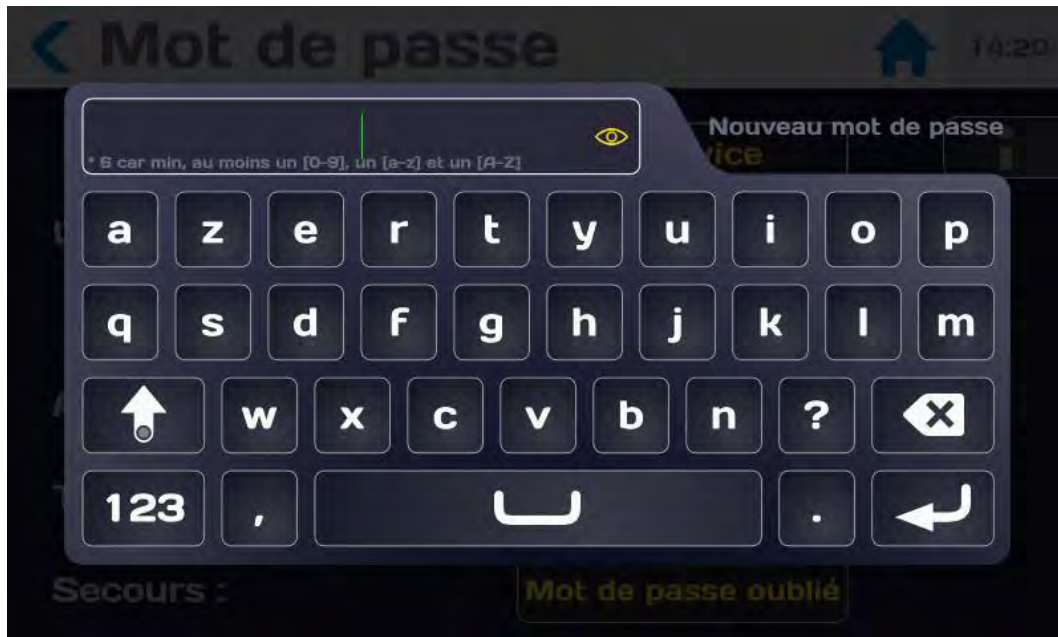 Mot de passe
14:20
Nouveau mot de passe
* 6 car min, au moins un [0-9], un [a-z] et un [A-Z]
a z e r t y u i o p
q s d f g h j k l m
w x c v b n ?
123 , .
Secours :
Mot de passe oublié